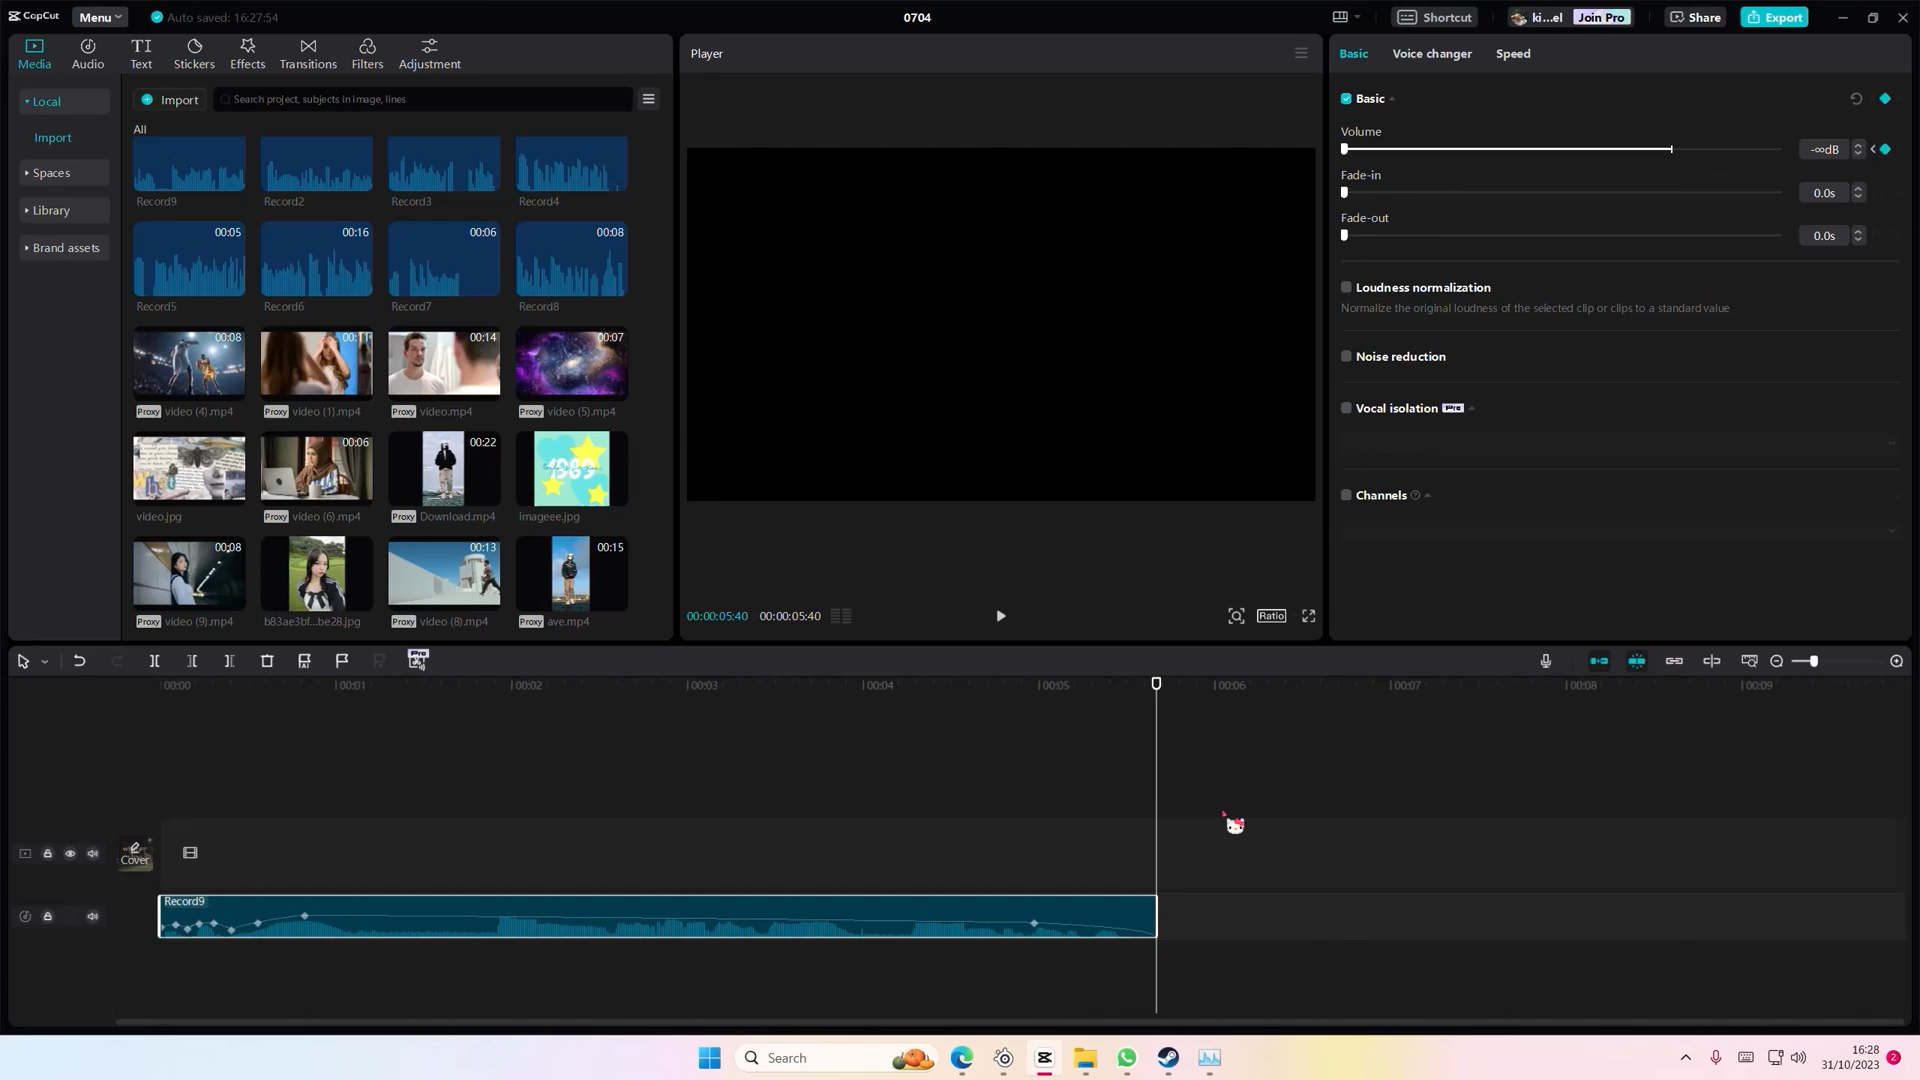 CapCut
Menu
Auto saved: 16:27:54
0704
Shortcut
ki...el
Join Pro
Share
Export
Media
Audio
Text
Stickers
Effects
Transitions
Filters
Adjustment
Local
Import
Spaces
Library
Brand assets
Import
Search project, subjects in image, lines
All
Record9
Record2
Record3
Record4
00:05
00:16
00:06
00:08
Record5
Record6
Record7
Record8
00:08
00:11
00:14
00:07
Proxy video (4).mp4
Proxy video (1).mp4
Proxy video.mp4
Proxy video (5).mp4
00:06
00:22
1989
video.jpg
Proxy video (6).mp4
Proxy Download.mp4
imageee.jpg
00:08
00:13
00:15
Proxy video (9).mp4
b83ae3bf...be28.jpg
Proxy video (8).mp4
Proxy ave.mp4
Player
00:00:05:40
00:00:05:40
Ratio
Basic
Voice changer
Speed
Basic
Volume
-∞dB
Fade-in
0.0s
Fade-out
0.0s
Loudness normalization
Normalize the original loudness of the selected clip or clips to a standard value
Noise reduction
Vocal isolation Pro
Channels
Pro
00:00
00:01
00:02
00:03
00:04
00:05
00:06
00:07
00:08
00:09
Cover
Record9
Search
16:28
31/10/2023
2